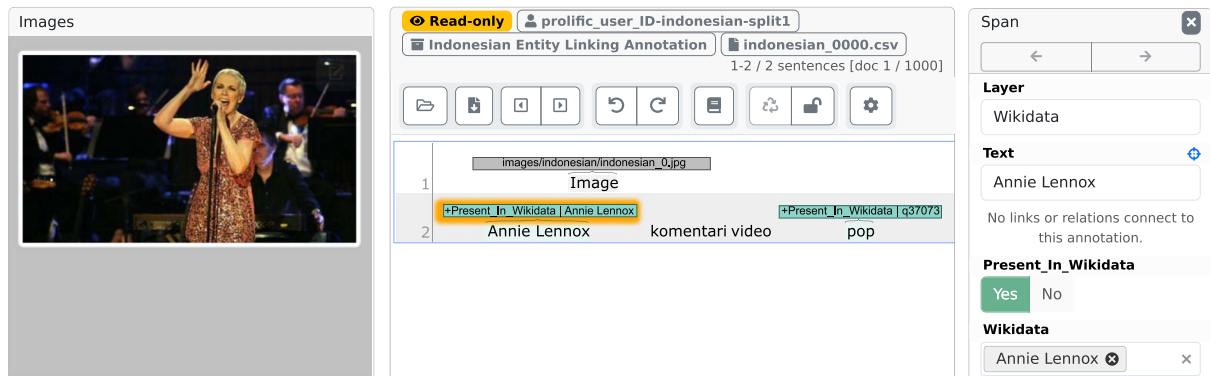 Images
Read-only
prolific_user_ID-indonesian-split1
Indonesian Entity Linking Annotation
indonesian_0000.csv
1-2 / 2 sentences [doc 1 / 1000]
images/indonesian/indonesian_0.jpg
1 Image
+Present_In_Wikidata | Annie Lennox +Present_In_Wikidata | q37073
2 Annie Lennox komentari video pop
Span
Layer
Wikidata
Text
Annie Lennox
No links or relations connect to
this annotation.
Present_In_Wikidata
Yes No
Wikidata
Annie Lennox